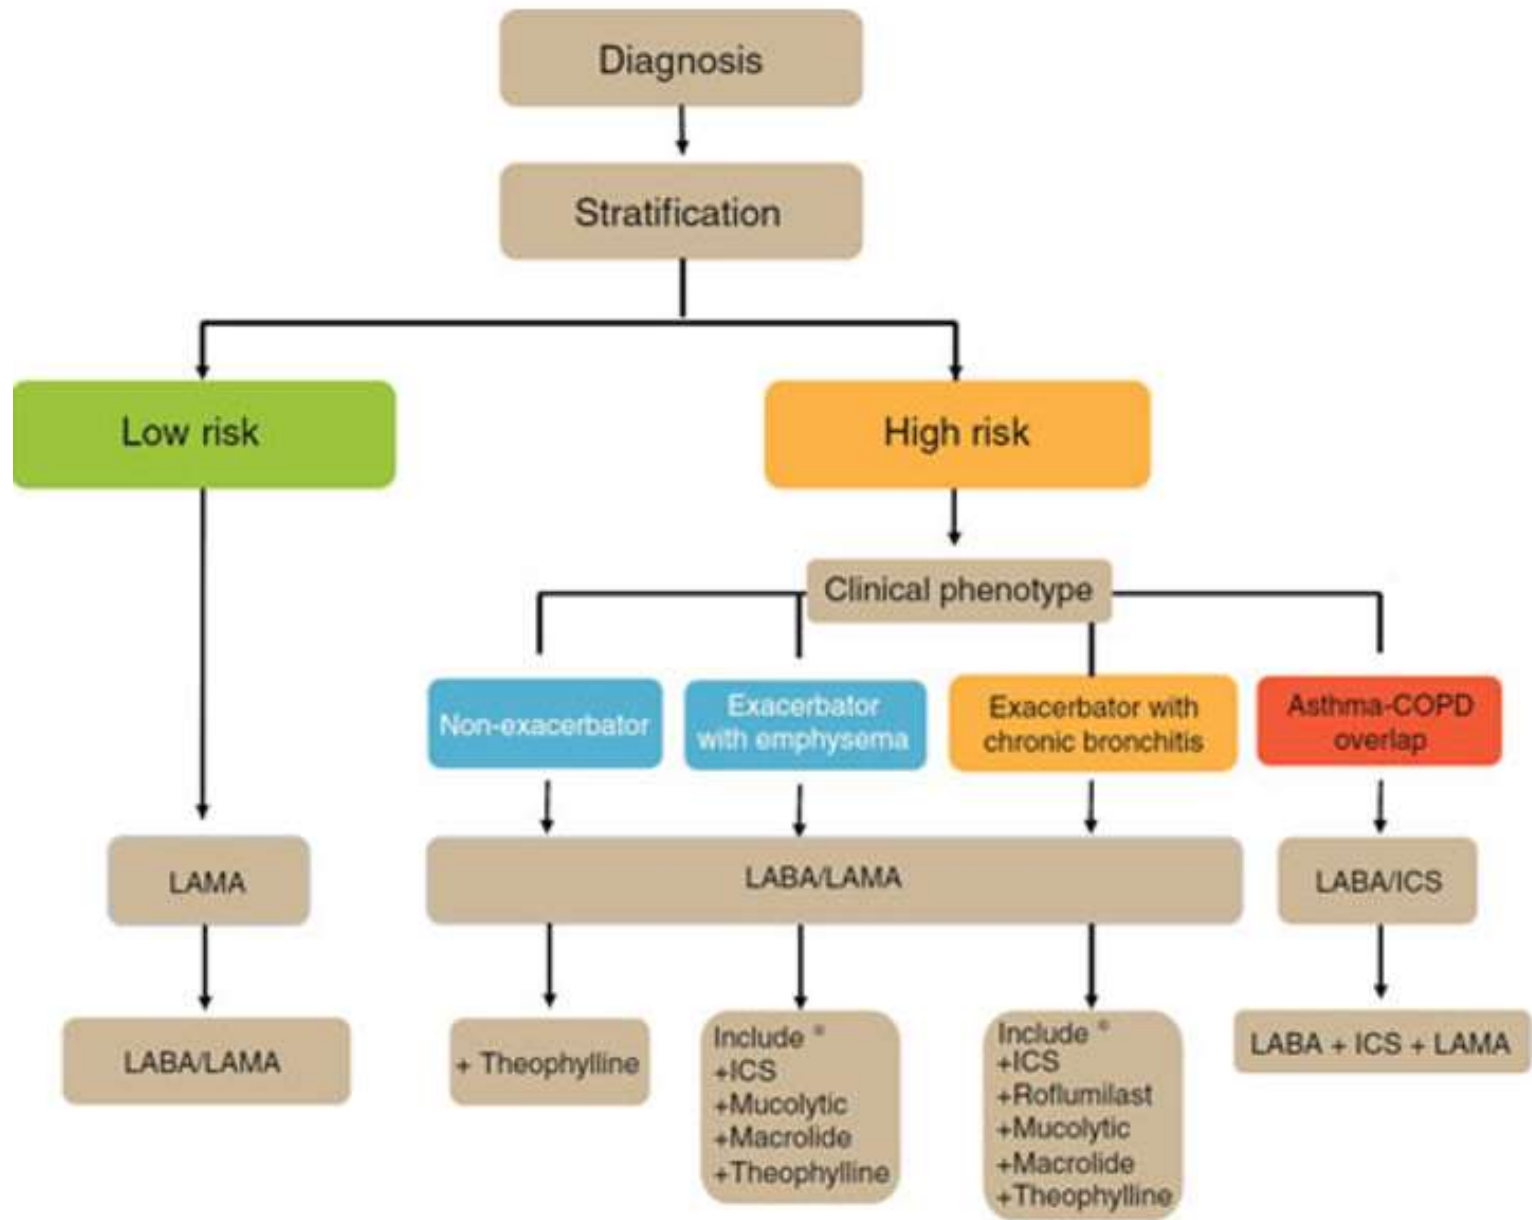 Diagnosis
Stratification
Low risk
High risk
Clinical phenotype
Non-exacerbator
Exacerbator
with emphysema
Exacerbator with
chronic bronchitis
Asthma-COPD
overlap
LAMA
LABA/LAMA
LABA/ICS
LABA/LAMA
+ Theophylline
Include *
+ICS
+Mucolytic
+Macrolide
+Theophylline
Include *
+ICS
+Roflumilast
+Mucolytic
+Macrolide
+Theophylline
LABA + ICS + LAMA